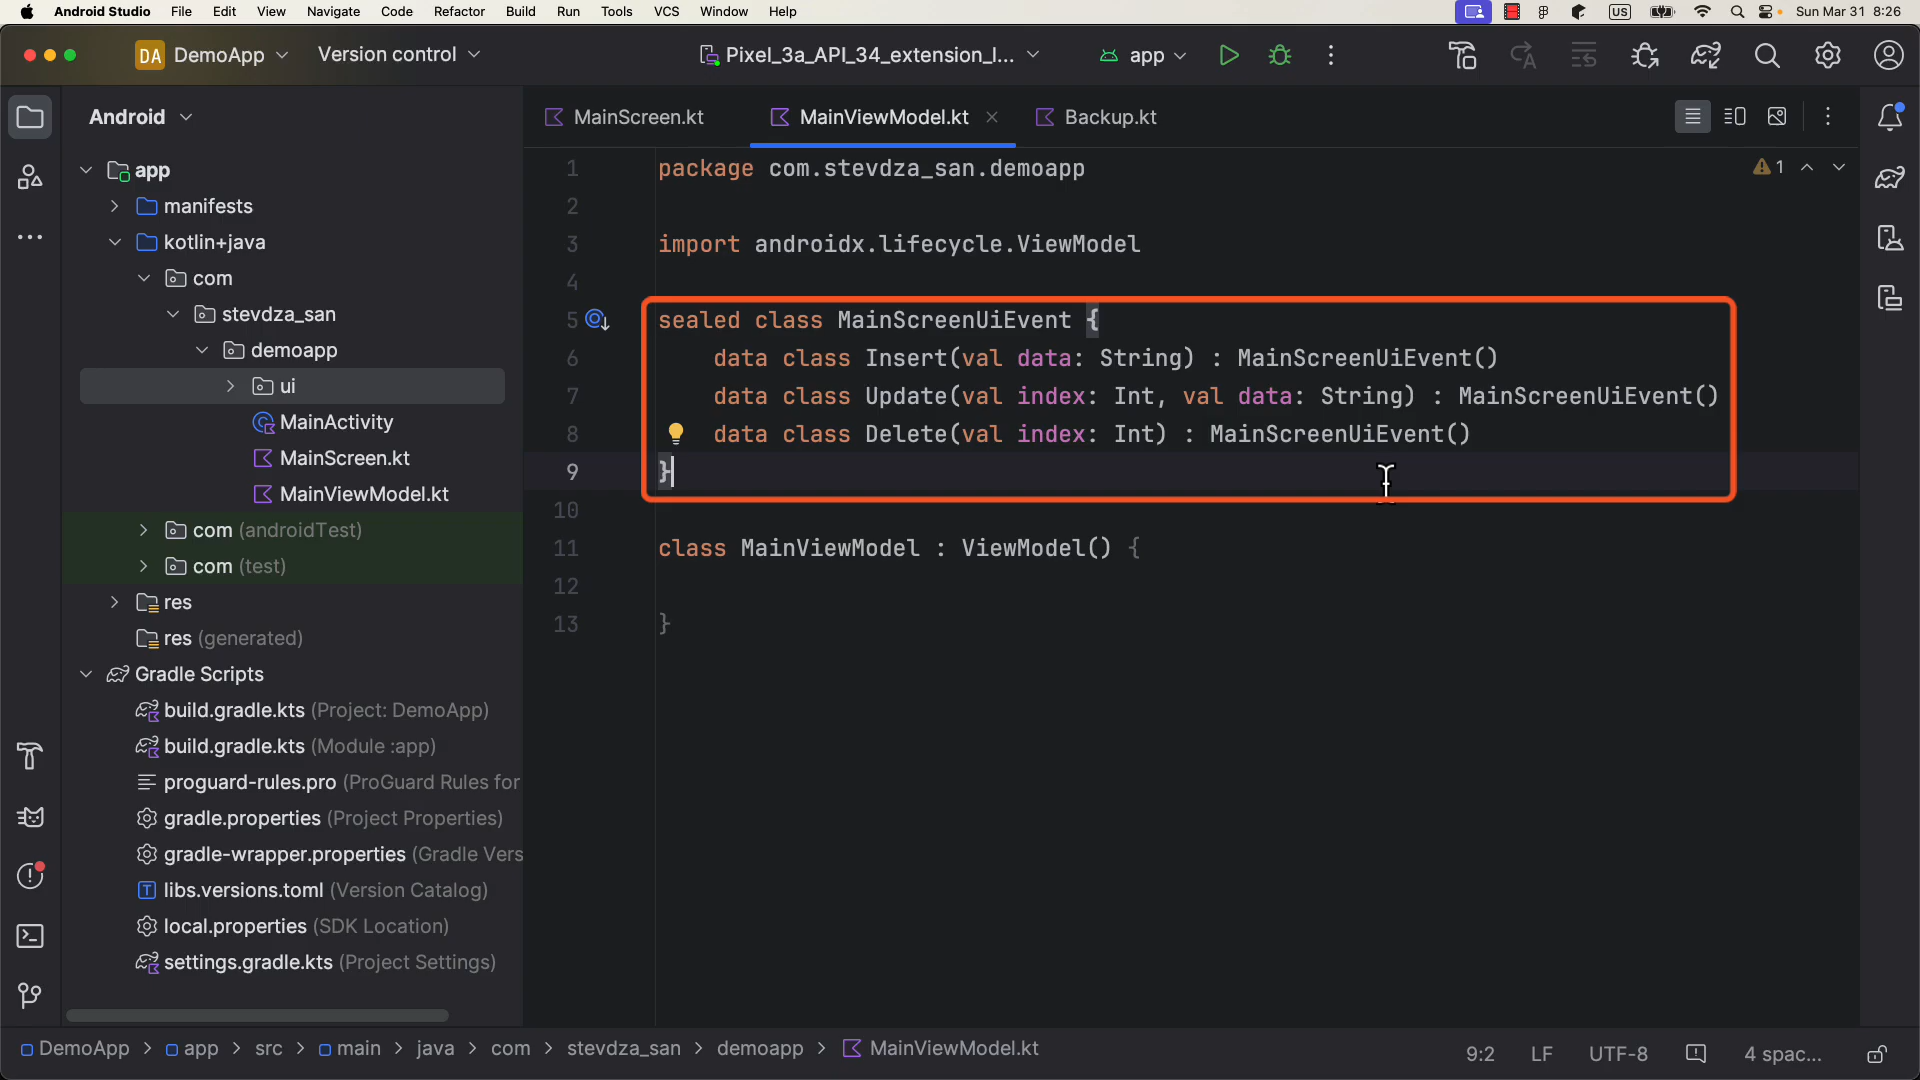 Android Studio File Edit View Navigate Code Refactor Build Run Tools VCS Window Help US Sun Mar 31 8:26
DA DemoApp Version control Pixel_3a_API_34_extension_l... app
Android
MainScreen.kt MainViewModel.kt Backup.kt
app
manifests
kotlin+java
com
stevdza_san
demoapp
ui
MainActivity
MainScreen.kt
MainViewModel.kt
com (androidTest)
com (test)
res
res (generated)
Gradle Scripts
build.gradle.kts (Project: DemoApp)
build.gradle.kts (Module :app)
proguard-rules.pro (ProGuard Rules for
gradle.properties (Project Properties)
gradle-wrapper.properties (Gradle Vers
libs.versions.toml (Version Catalog)
local.properties (SDK Location)
settings.gradle.kts (Project Settings)
1 package com.stevdza_san.demoapp
1
2
3 import androidx.lifecycle.ViewModel
4
5 sealed class MainScreenUiEvent {
6 data class Insert(val data: String) : MainScreenUiEvent()
7 data class Update(val index: Int, val data: String) : MainScreenUiEvent()
8 data class Delete(val index: Int) : MainScreenUiEvent()
9 }
10
11 class MainViewModel : ViewModel() {
12
13 }
DemoApp > app > src > main > java > com > stevdza_san > demoapp > MainViewModel.kt
9:2 LF UTF-8 4 spac...